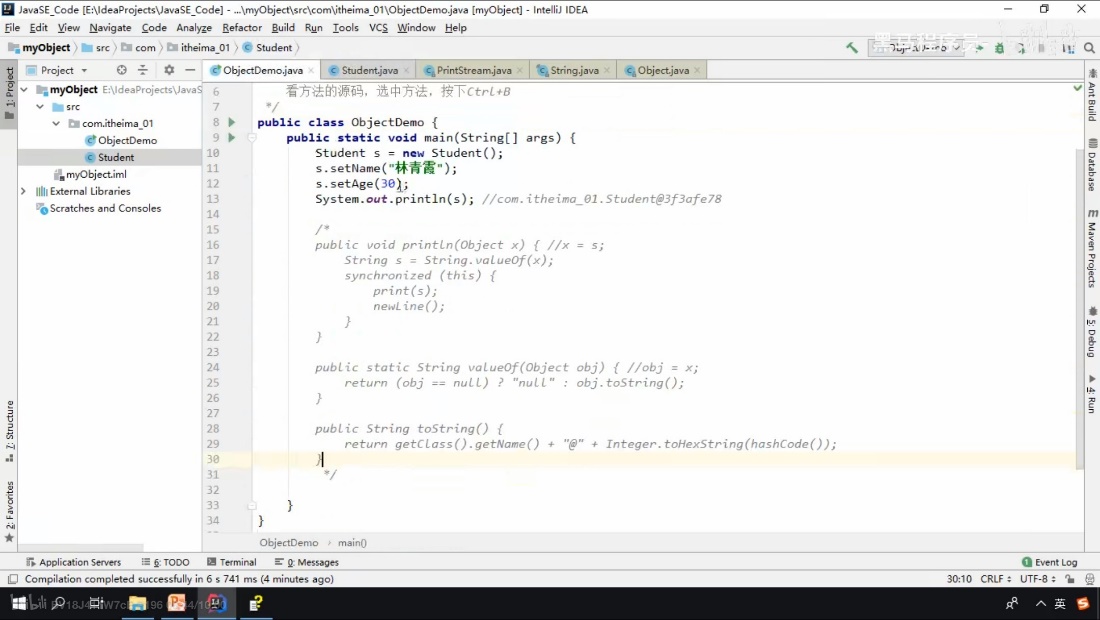 JavaSE_Code [E:\IdeaProjects\JavaSE_Code] - ...\myObject\src\com\itheima_01\ObjectDemo.java [myObject] - IntelliJ IDEA
File Edit View Navigate Code Analyze Refactor Build Run Tools VCS Window Help
myObject src com itheima_01 Student
黑马程序员
Project
ObjectDemo.java Student.java PrintStream.java String.java Object.java
1: Project
myObject E:\IdeaProjects\JavaS
src
com.itheima_01
ObjectDemo
Student
myObject.iml
External Libraries
Scratches and Consoles
6 看方法的源码，选中方法，按下Ctrl+B
7 */
8 public class ObjectDemo {
9 public static void main(String[] args) {
10 Student s = new Student();
11 s.setName("林青霞");
12 s.setAge(30);
13 System.out.println(s); //com.itheima_01.Student@3f3afe78
14
15 /*
16 public void println(Object x) { //x = s;
17 String s = String.valueOf(x);
18 synchronized (this) {
19 print(s);
20 newLine();
21 }
22 }
23
24 public static String valueOf(Object obj) { //obj = x;
25 return (obj == null) ? "null" : obj.toString();
26 }
27
28 public String toString() {
29 return getClass().getName() + "@" + Integer.toHexString(hashCode());
30 }
31 */
32
33 }
34 }
Ant Build
Database
Maven Projects
5: Debug
4: Run
7: Structure
2: Favorites
ObjectDemo main()
Application Servers 6: TODO Terminal 0: Messages Event Log
Compilation completed successfully in 6 s 741 ms (4 minutes ago) 30:10 CRLF UTF-8
英